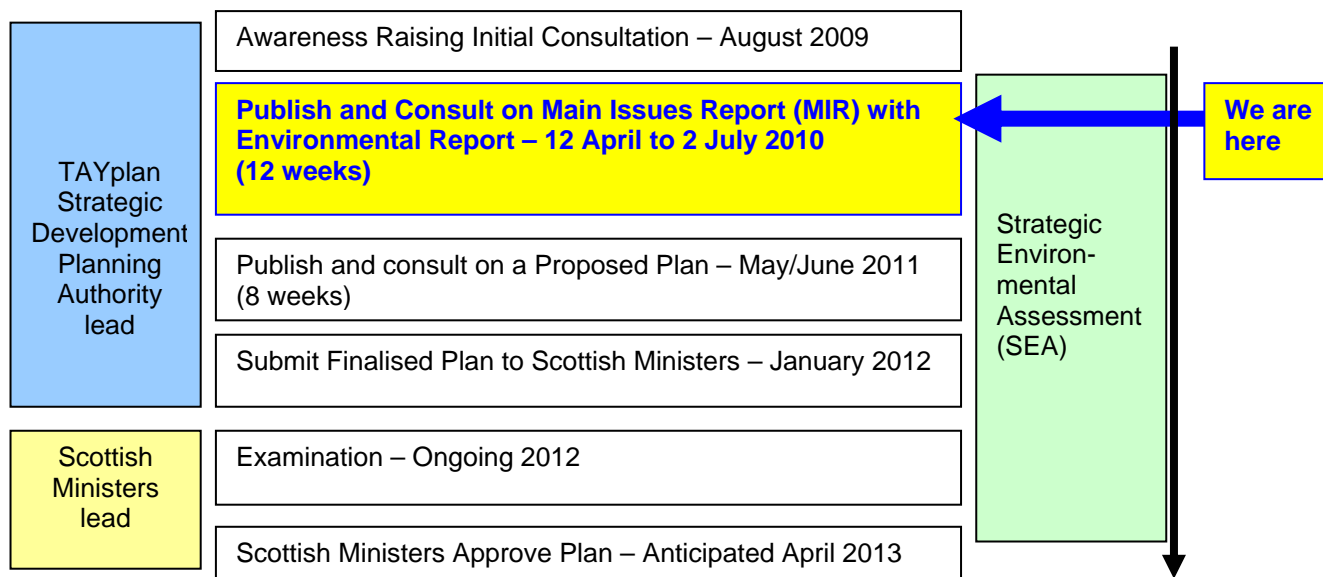 TAYplan
Strategic
Development
Planning
Authority
lead
Awareness Raising Initial Consultation – August 2009
Publish and Consult on Main Issues Report (MIR) with
Environmental Report – 12 April to 2 July 2010
(12 weeks)
We are
here
Publish and consult on a Proposed Plan – May/June 2011
(8 weeks)
Submit Finalised Plan to Scottish Ministers – January 2012
Strategic
Environ-
mental
Assessment
(SEA)
Scottish
Ministers
lead
Examination – Ongoing 2012
Scottish Ministers Approve Plan – Anticipated April 2013